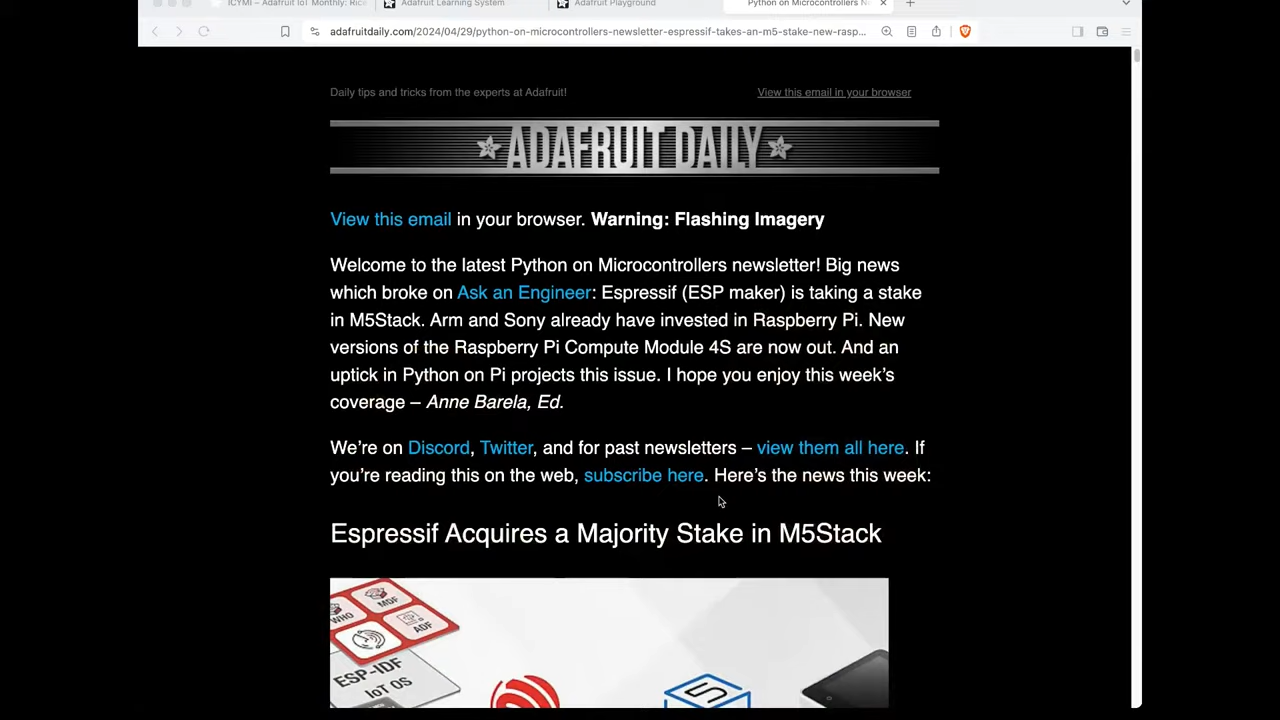 ICYMI – Adafruit IoT Monthly: Rice
Adafruit Learning System
Adafruit Playground
Python on Microcontrollers N
adafruitdaily.com/2024/04/29/python-on-microcontrollers-newsletter-espressif-takes-an-m5-stake-new-rasp...
Daily tips and tricks from the experts at Adafruit!
View this email in your browser
ADAFRUIT DAILY
View this email in your browser. Warning: Flashing Imagery
Welcome to the latest Python on Microcontrollers newsletter! Big news
which broke on Ask an Engineer: Espressif (ESP maker) is taking a stake
in M5Stack. Arm and Sony already have invested in Raspberry Pi. New
versions of the Raspberry Pi Compute Module 4S are now out. And an
uptick in Python on Pi projects this issue. I hope you enjoy this week's
coverage – Anne Barela, Ed.
We're on Discord, Twitter, and for past newsletters – view them all here. If
you're reading this on the web, subscribe here. Here's the news this week:
Espressif Acquires a Majority Stake in M5Stack
WHO
MDF
ADF
ESP-IDF
IoT OS
5